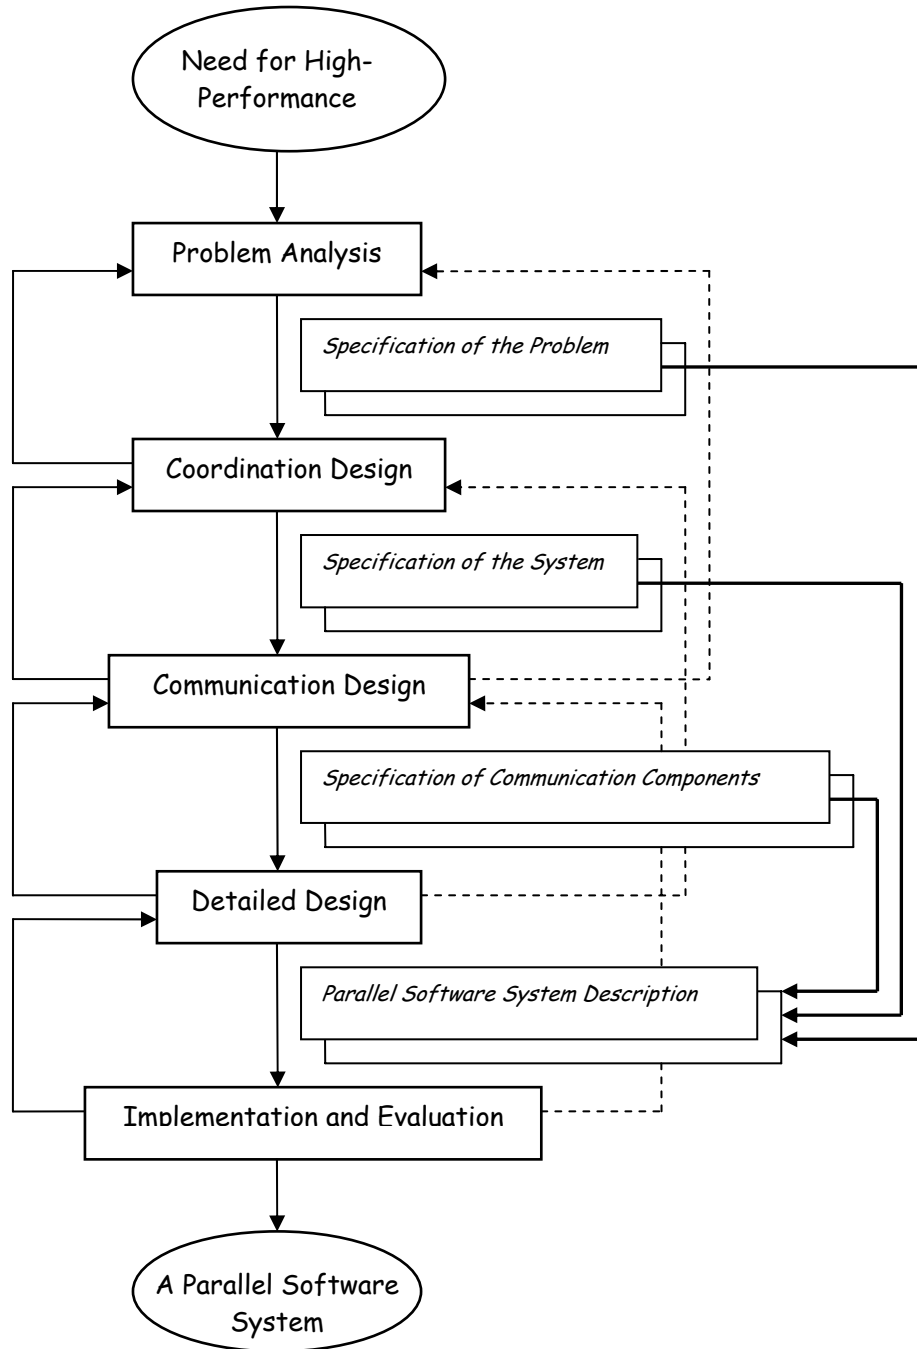 Need for High-
Performance
Problem Analysis
Specification of the Problem
Coordination Design
Specification of the System
Communication Design
Specification of Communication Components
Detailed Design
Parallel Software System Description
Implementation and Evaluation
A Parallel Software
System